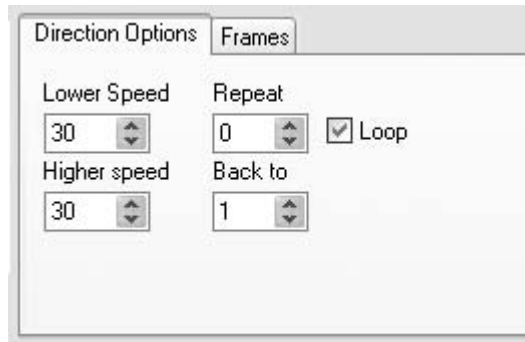 Direction Options Frames
Lower Speed Repeat
30 0 Loop
Higher speed Back to
30 1